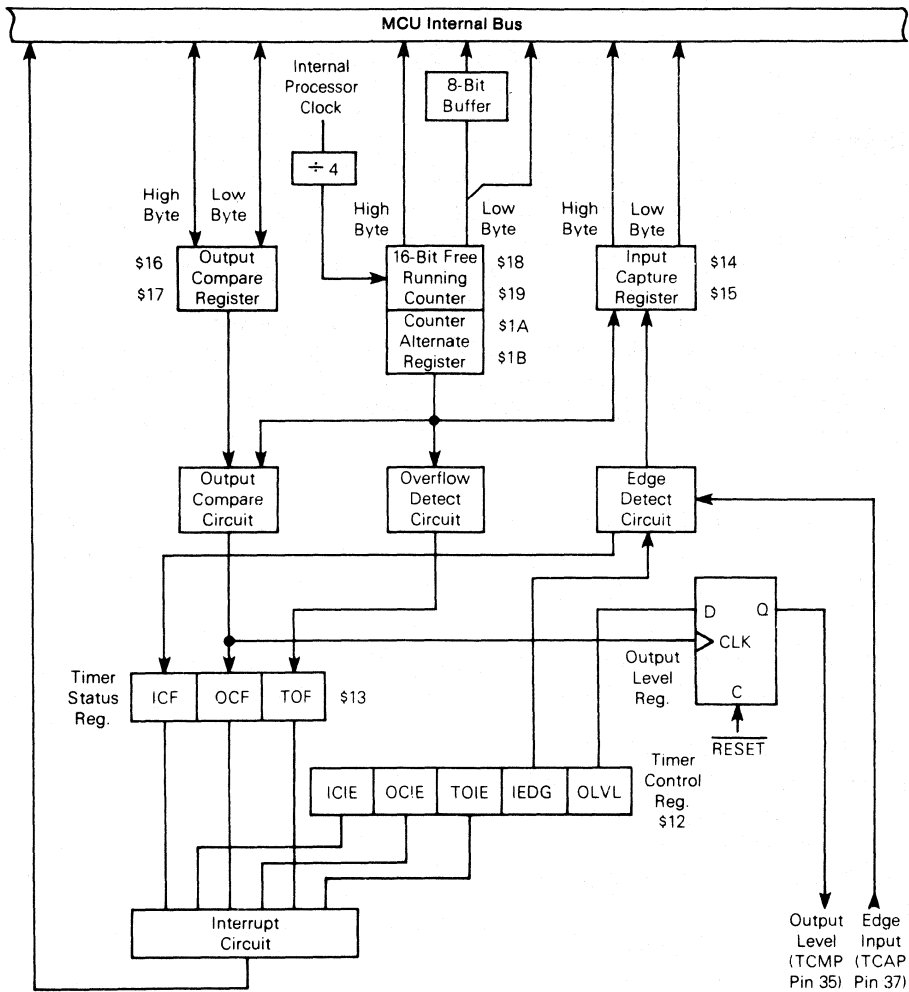 MCU Internal Bus
Internal
Processor
Clock
8-Bit
Buffer
÷ 4
High
Byte
Low
Byte
High
Byte
Low
Byte
High
Byte
Low
Byte
$16
$17
Output
Compare
Register
16-Bit Free
Running
Counter
$18
$19
Counter
Alternate
Register
$1A
$1B
Input
Capture
Register
$14
$15
Output
Compare
Circuit
Overflow
Detect
Circuit
Edge
Detect
Circuit
D
Q
CLK
C
Output
Level
Reg.
RESET
Timer
Status
Reg.
ICF
OCF
TOF
$13
Timer
Control
Reg.
$12
ICIE
OCIE
TOIE
IEDG
OLVL
Interrupt
Circuit
Output
Level
(TCMP
Pin 35)
Edge
Input
(TCAP
Pin 37)